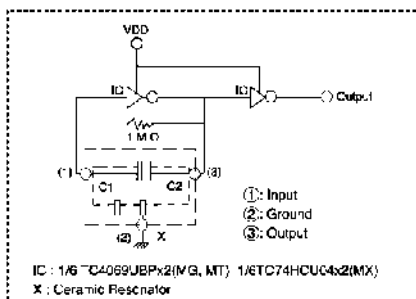 VDD
IC
IC
Output
1 M Ω
(1)
C1
C2
(3)
(2)
X
①: Input
②: Ground
③: Output
IC : 1/6 TC4069UBPx2(MG, MT) 1/6TC74HCU04x2(MX)
X : Ceramic Resonator